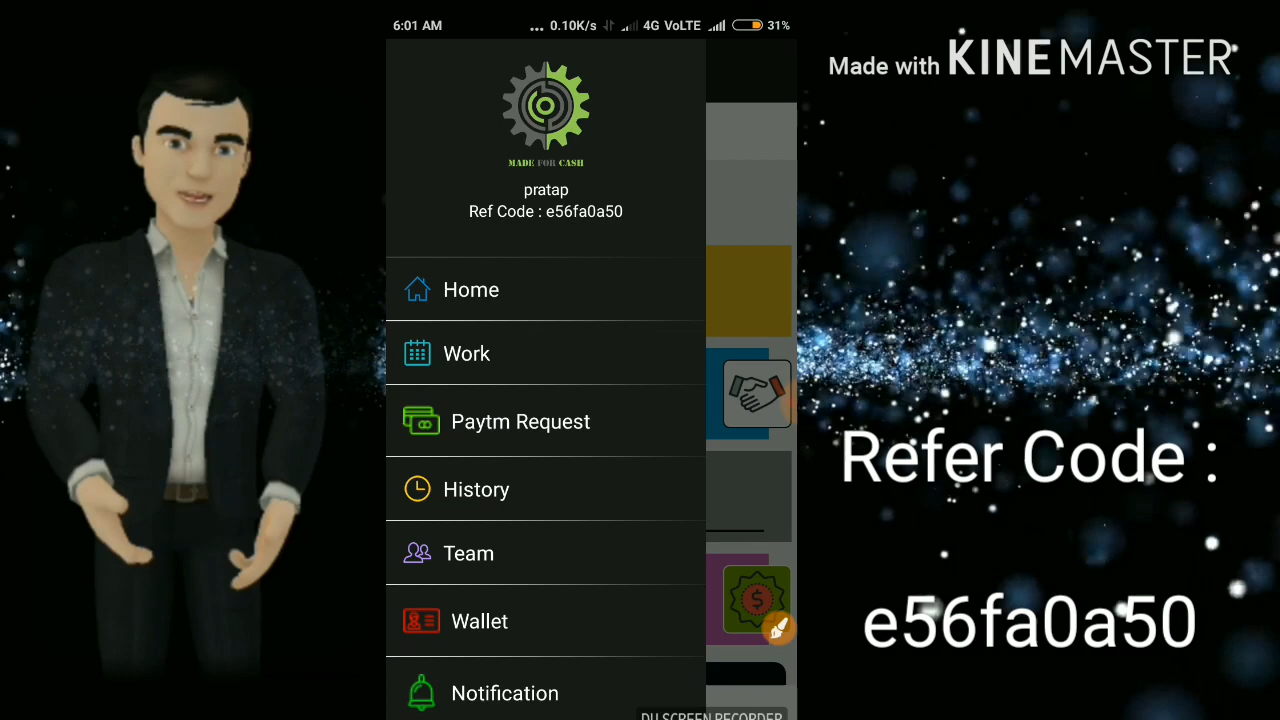 6:01 AM ... 0.10K/s 4G VoLTE 31%
Made with KINEMASTER
MADE FOR CASH
pratap
Ref Code : e56fa0a50
Home
Work
Paytm Request
History
Team
Wallet
Notification
DU SCREEN RECORDER
Refer Code :
e56fa0a50